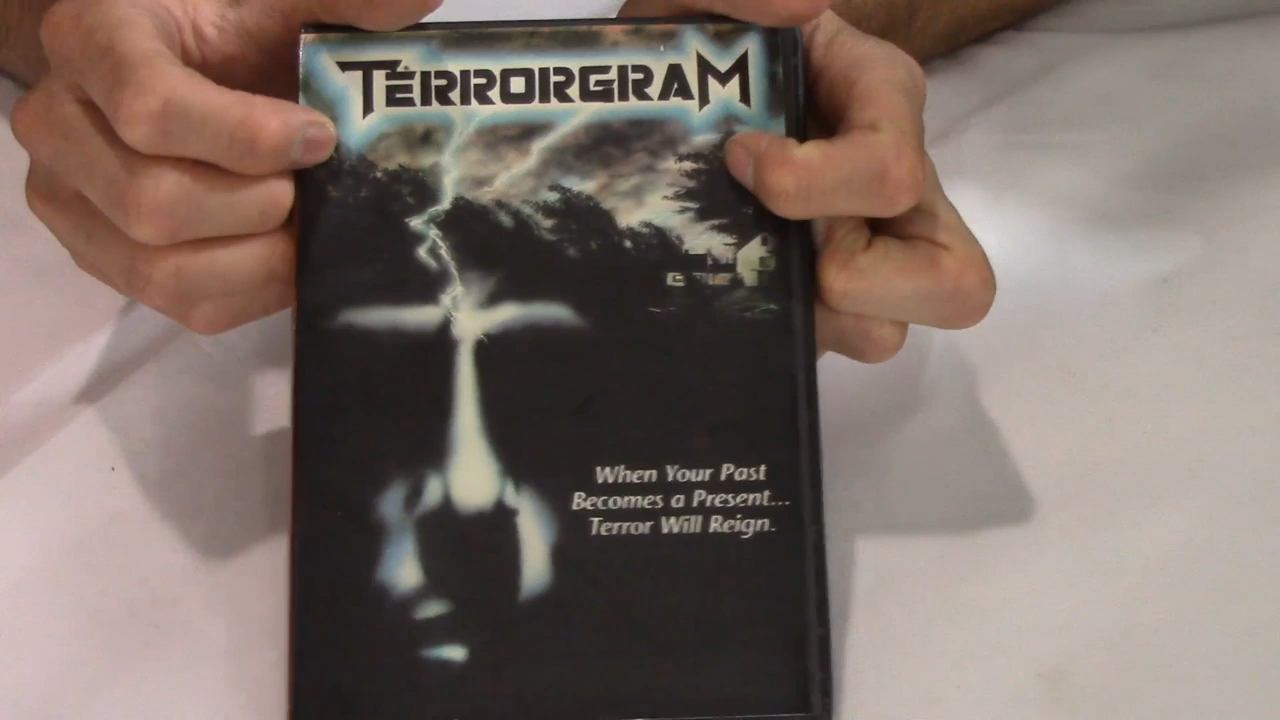 TERRORGRAM
When Your Past
Becomes a Present...
Terror Will Reign.